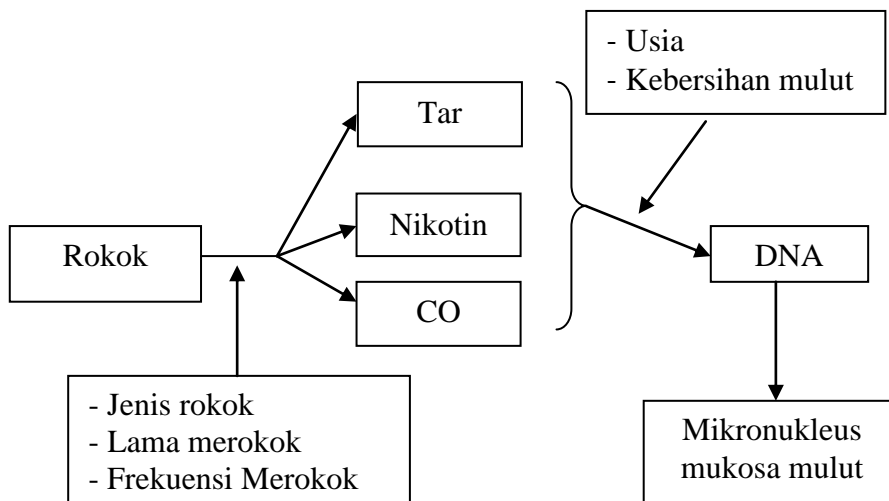 - Usia
- Kebersihan mulut
Tar
Nikotin
Rokok
DNA
CO
- Jenis rokok
- Lama merokok
- Frekuensi Merokok
Mikronukleus
mukosa mulut